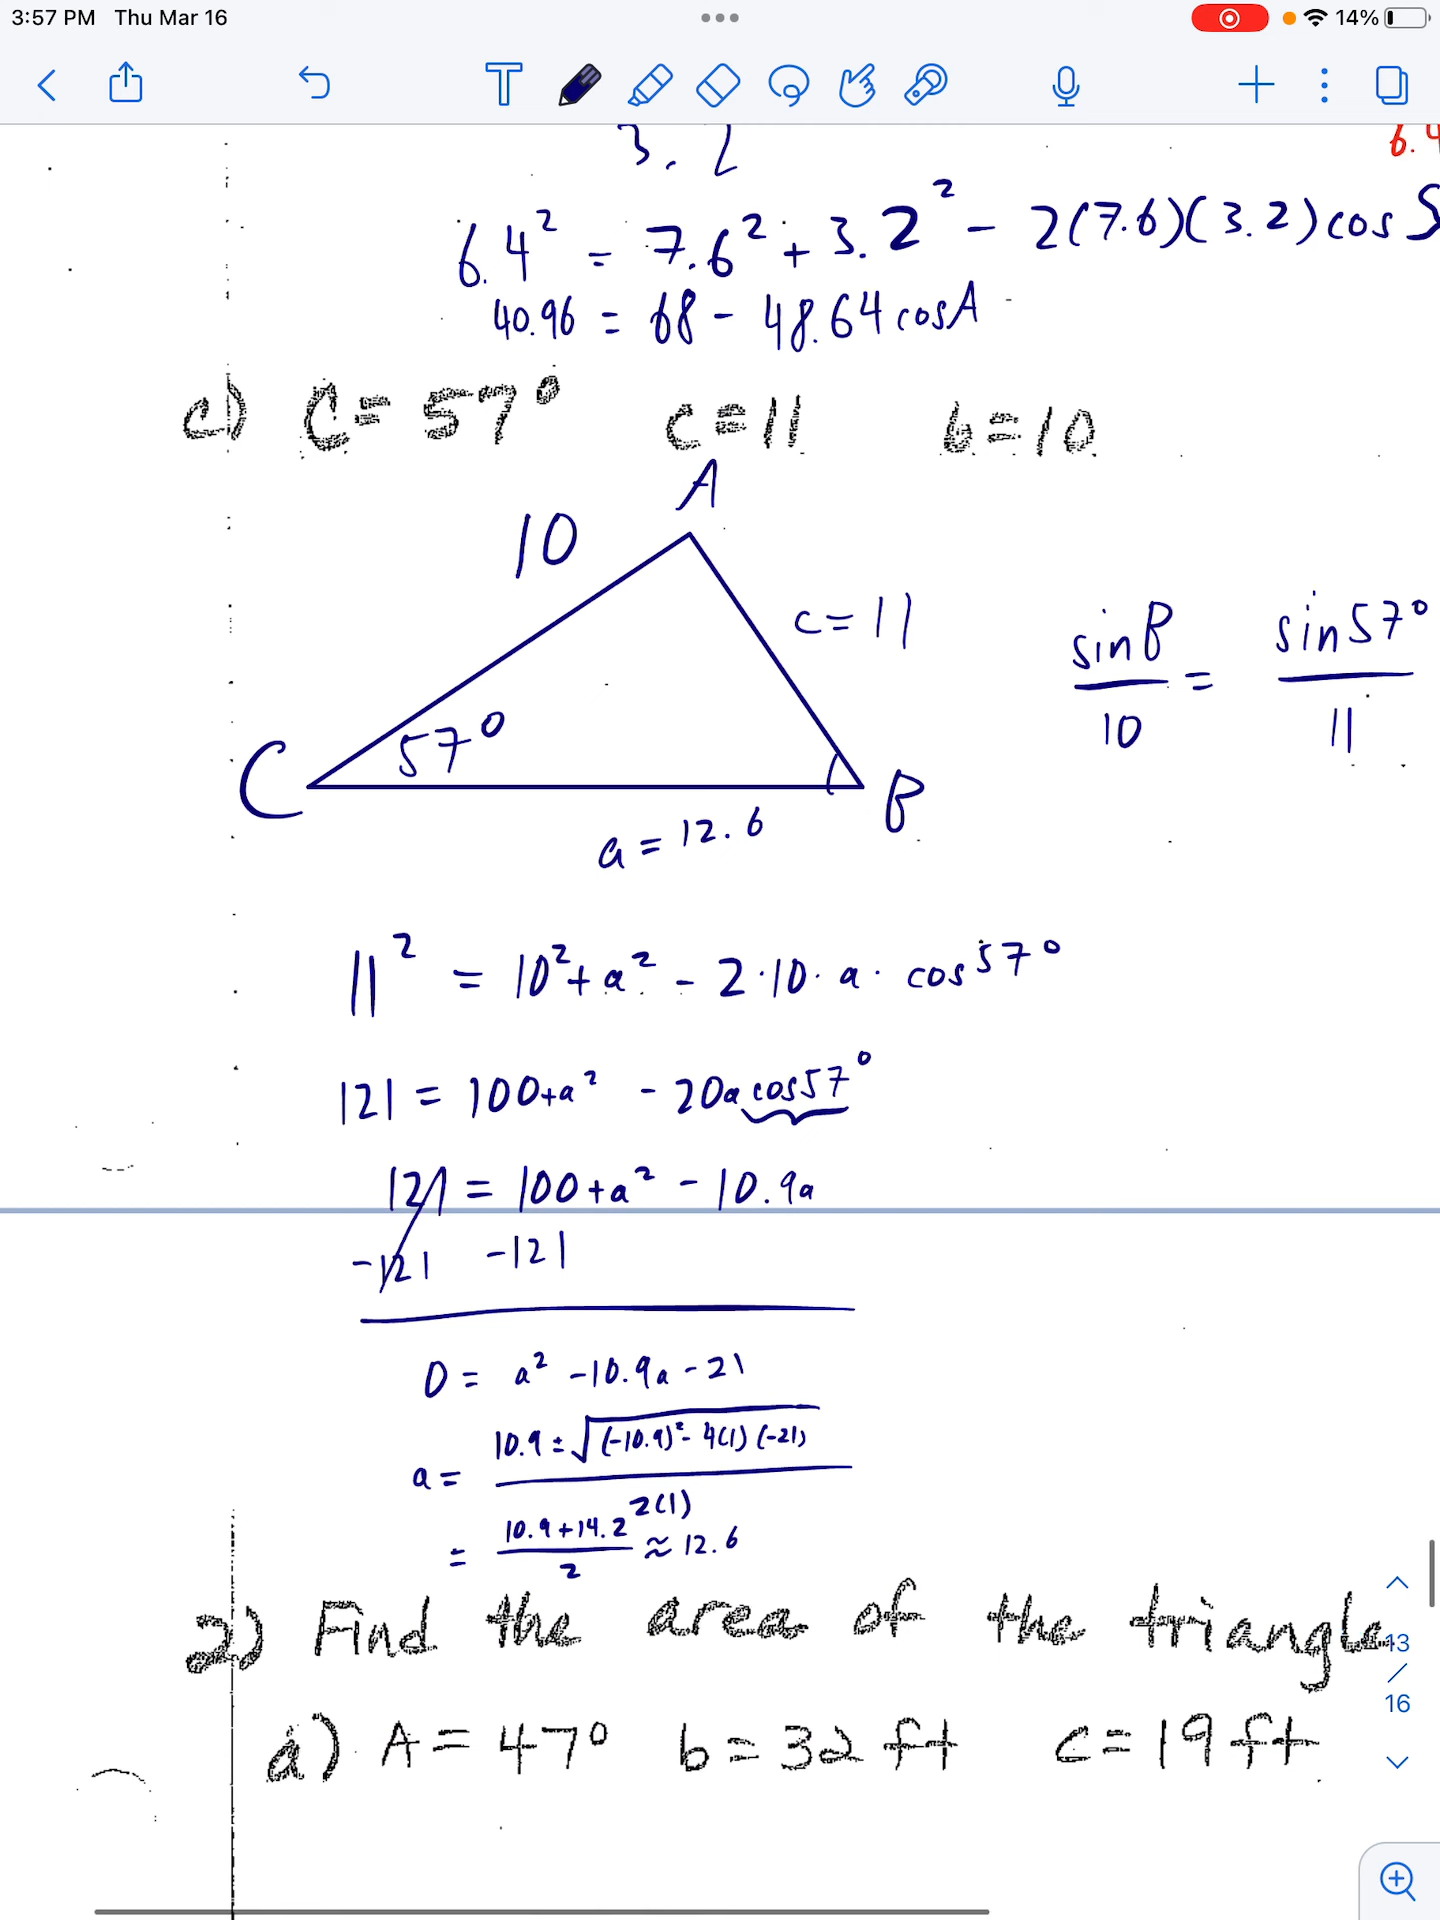 3:57 PM Thu Mar 16
14%
3.2
6.4
6.4² = 7.6² + 3.2² - 2(7.6)(3.2) cos
40.96 = 68 - 48.64 cosA
c) C = 57° c = 11 b = 10
A
10
c = 11
sinB/10 = sin57°/11
57°
C
B
a = 12.6
11² = 10² + a² - 2·10·a·cos57°
121 = 100 + a² - 20a cos57°
121 = 100 + a² - 10.9a
-121 -121
0 = a² - 10.9a - 21
a = (10.9 ± √((-10.9)² - 4(1)(-21)))/2(1)
= (10.9 + 14.2)/2 ≈ 12.6
2) Find the area of the triangle
13/16
a) A = 47° b = 32 ft c = 19 ft.